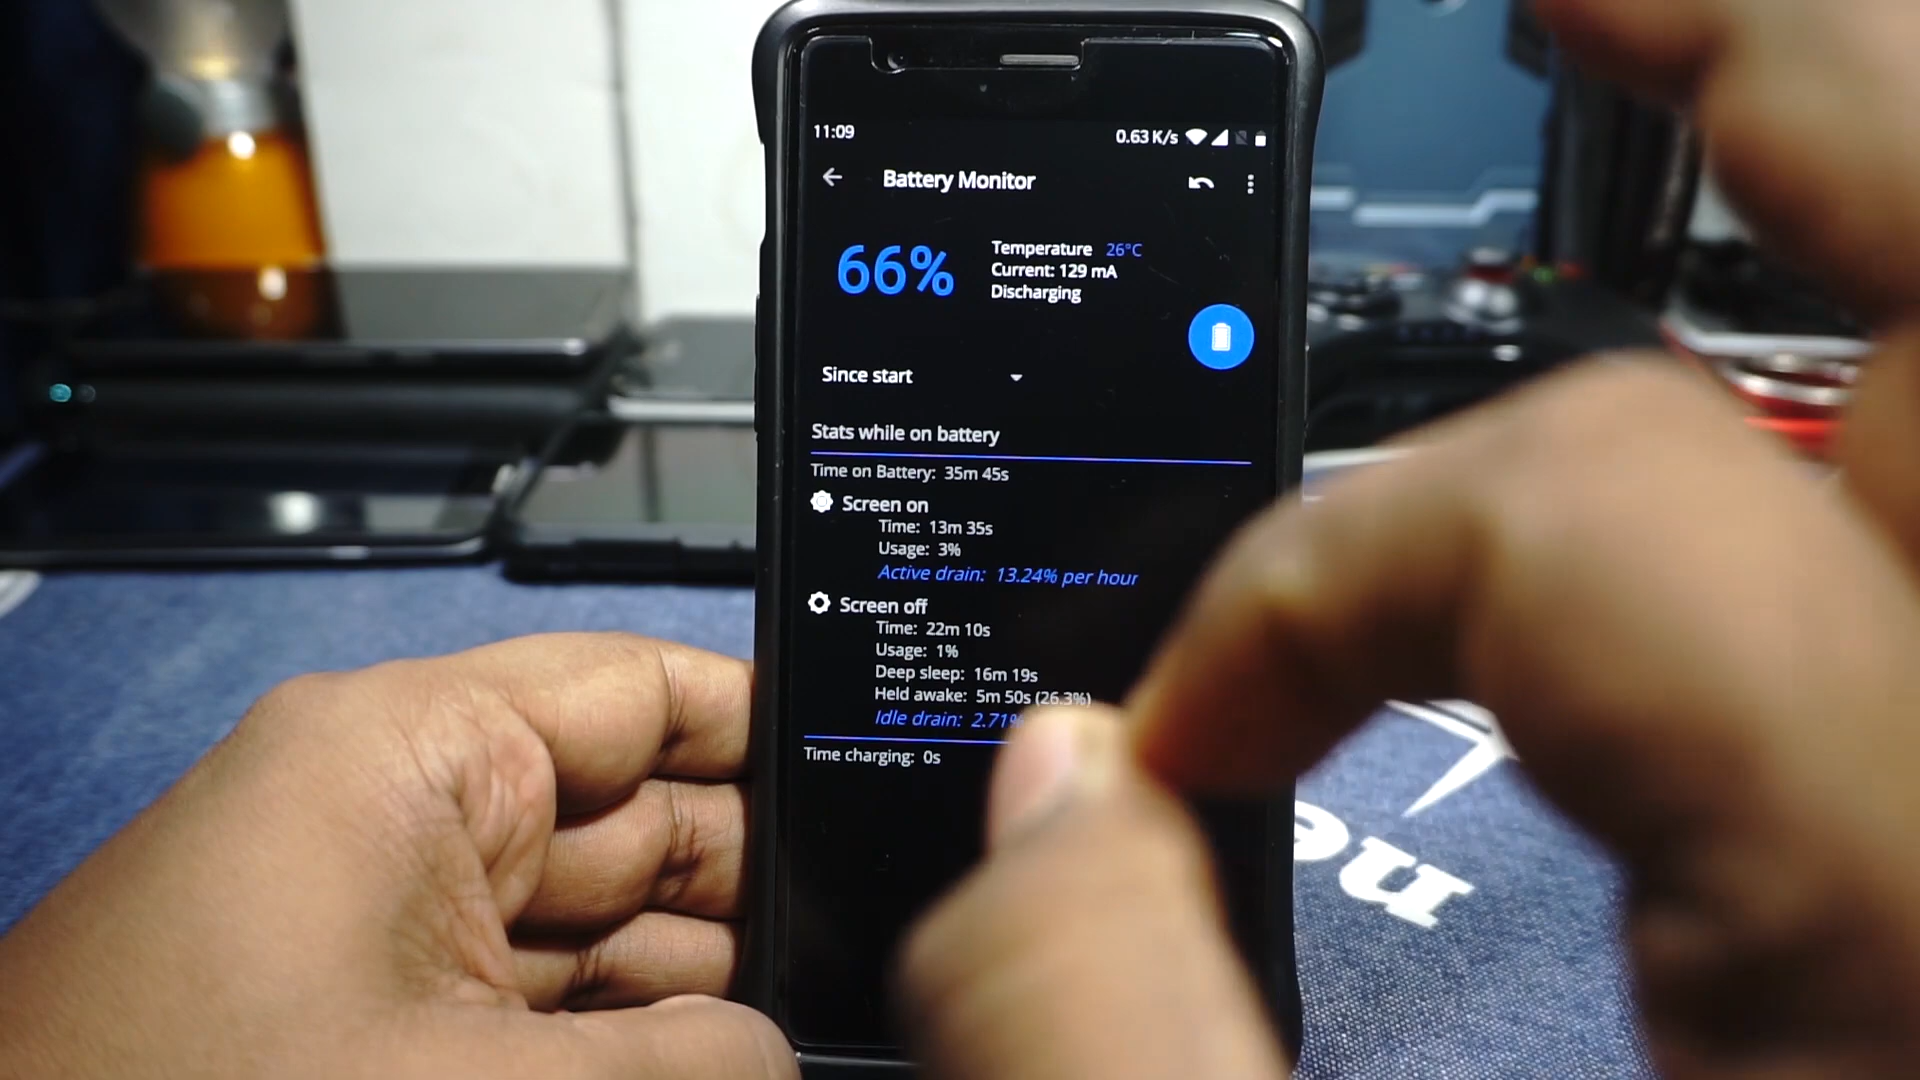 11:09 0.63 K/s
Battery Monitor
66%
Temperature 26°C
Current: 129 mA
Discharging
Since start
Stats while on battery
Time on Battery: 35m 45s
Screen on
Time: 13m 35s
Usage: 3%
Active drain: 13.24% per hour
Screen off
Time: 22m 10s
Usage: 1%
Deep sleep: 16m 19s
Held awake: 5m 50s (26.3%)
Idle drain: 2.71%
Time charging: 0s
ne